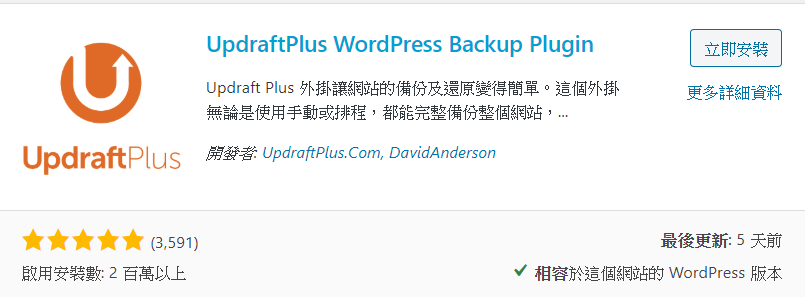 UpdraftPlus WordPress Backup Plugin
立即安裝
Updraft Plus 外掛讓網站的備份及還原變得簡單。這個外掛
更多詳細資料
無論是使用手動或排程，都能完整備份整個網站，...
UpdraftPlus
開發者: UpdraftPlus.Com, DavidAnderson
(3,591)
最後更新: 5 天前
啟用安裝數: 2 百萬以上
相容於這個網站的 WordPress 版本